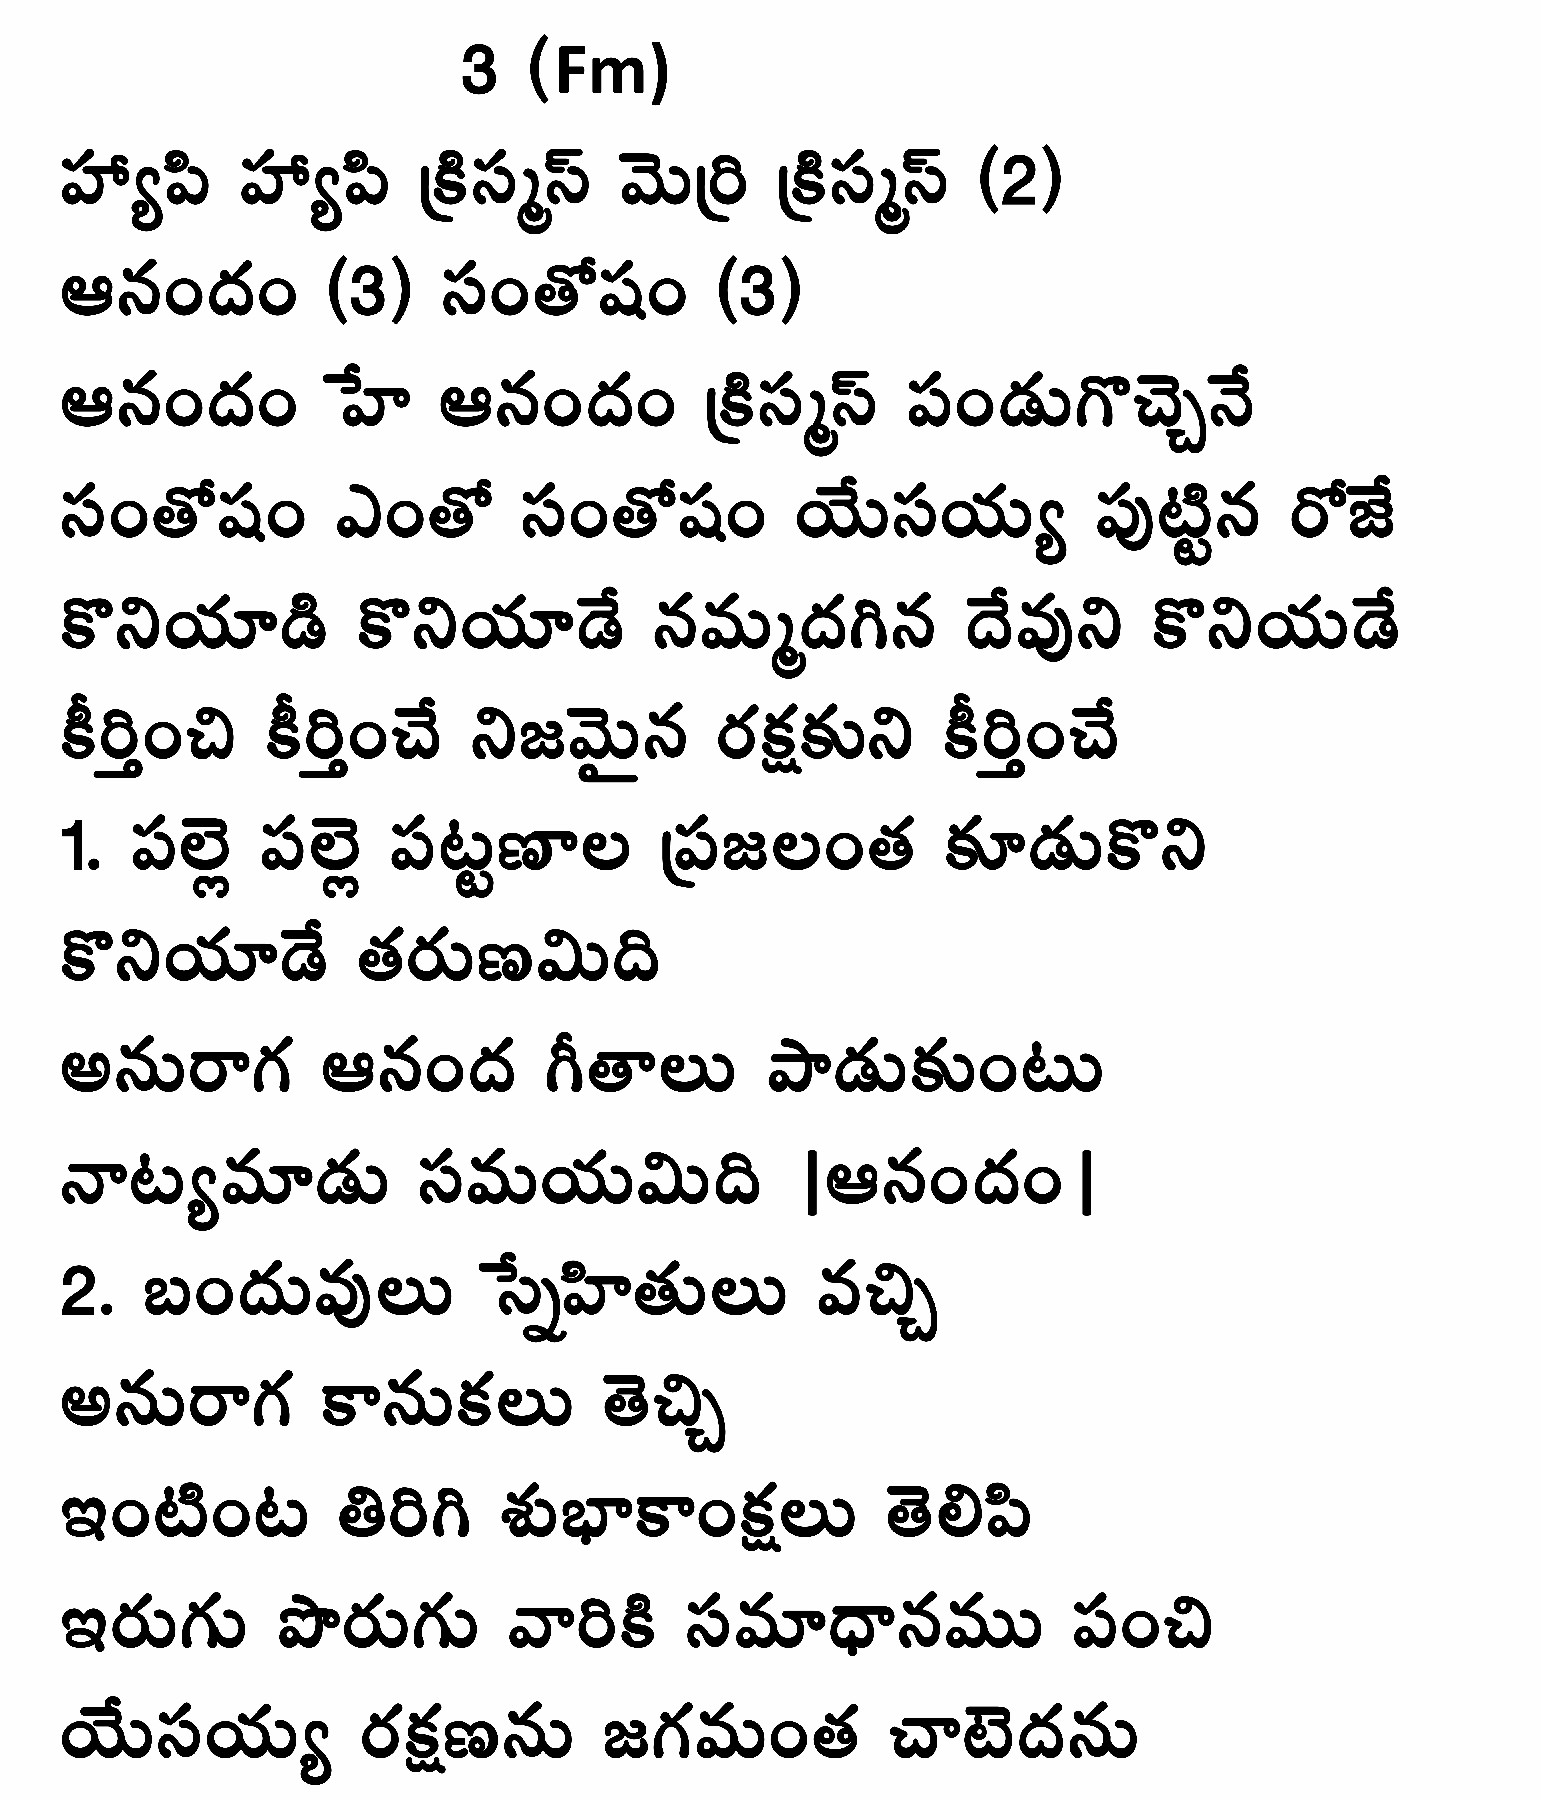 3 (Fm)
హ్యాపి హ్యాపి క్రిస్మస్ మెర్రి క్రిస్మస్ (2)
ఆనందం (3) సంతోషం (3)
ఆనందం హే ఆనందం క్రిస్మస్ పండుగొచ్చెనే
సంతోషం ఎంతో సంతోషం యేసయ్య పుట్టిన రోజే
కొనియాడి కొనియాడే నమ్మదగిన దేవుని కొనియడే
కీర్తించి కీర్తించే నిజమైన రక్షకుని కీర్తించే
1. పల్లె పల్లె పట్టణాల ప్రజలంత కూడుకొని
కొనియాడే తరుణమిది
అనురాగ ఆనంద గీతాలు పాడుకుంటు
నాట్యమాడు సమయమిది |ఆనందం|
2. బందువులు స్నేహితులు వచ్చి
అనురాగ కానుకలు తెచ్చి
ఇంటింట తిరిగి శుభాకాంక్షలు తెలిపి
ఇరుగు పొరుగు వారికి సమాధానము పంచి
యేసయ్య రక్షణను జగమంత చాటెదను